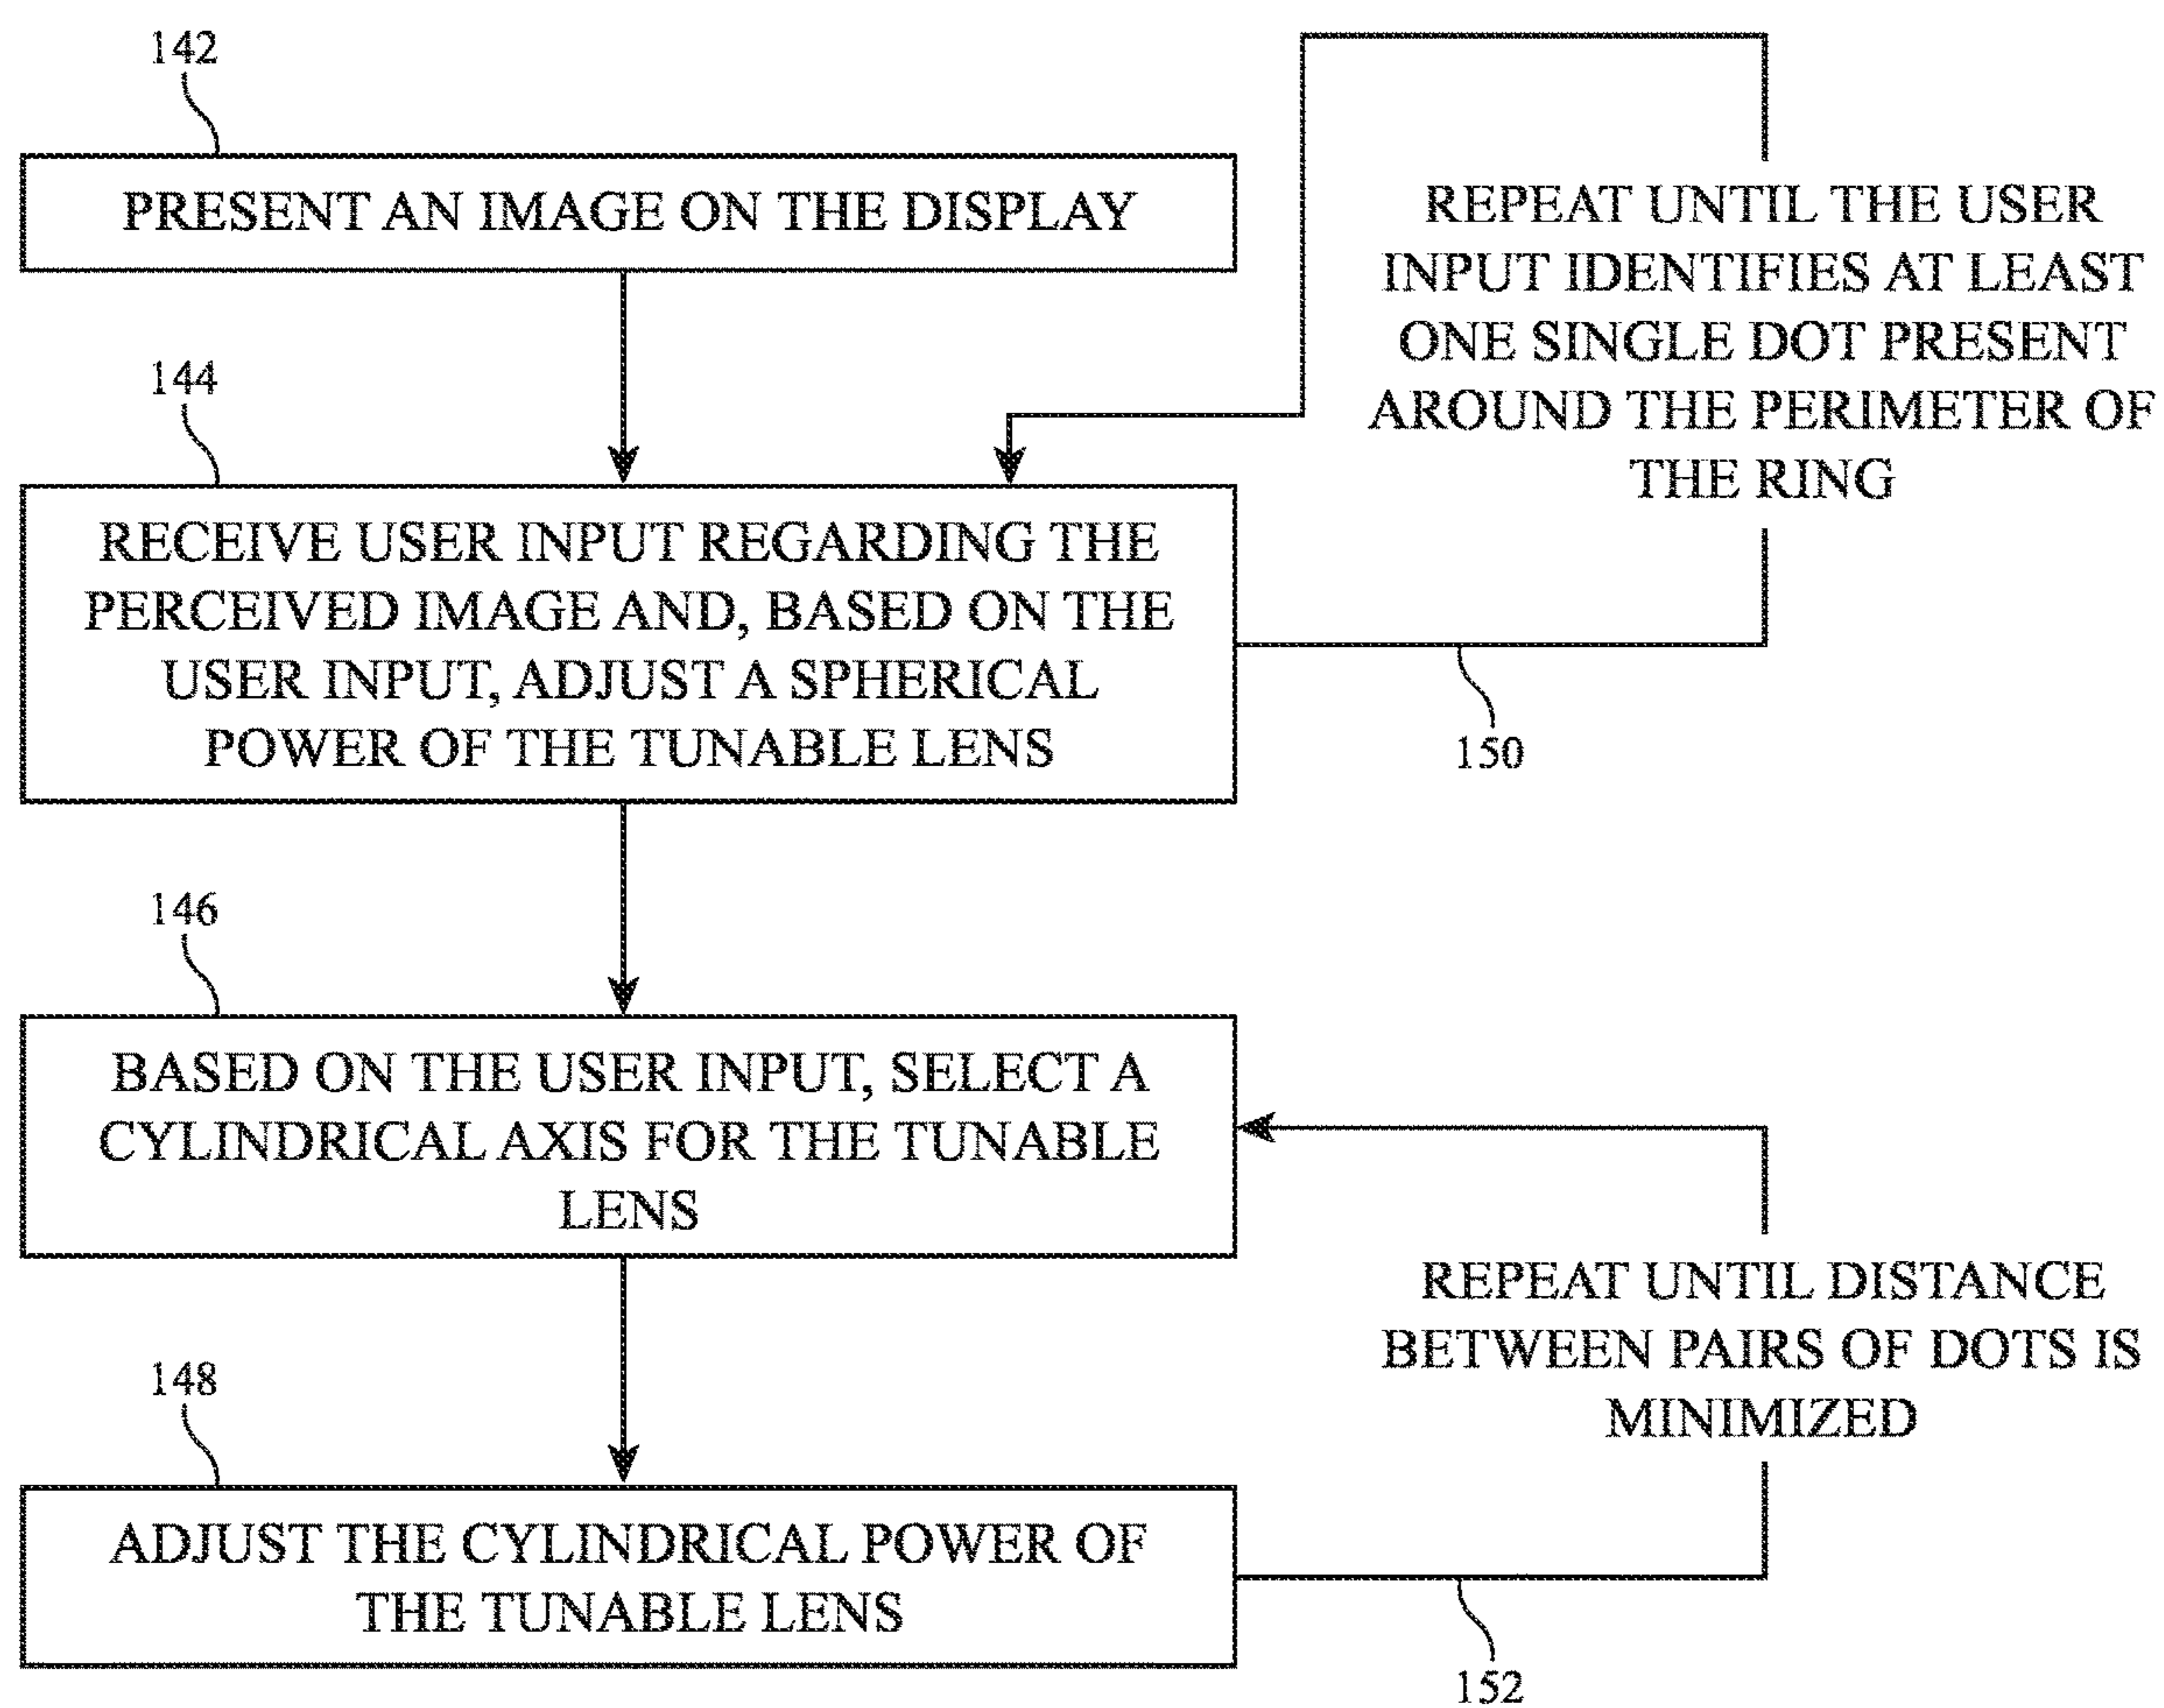 142
PRESENT AN IMAGE ON THE DISPLAY
REPEAT UNTIL THE USER
INPUT IDENTIFIES AT LEAST
ONE SINGLE DOT PRESENT
AROUND THE PERIMETER OF
THE RING
144
RECEIVE USER INPUT REGARDING THE
PERCEIVED IMAGE AND, BASED ON THE
USER INPUT, ADJUST A SPHERICAL
POWER OF THE TUNABLE LENS
150
146
BASED ON THE USER INPUT, SELECT A
CYLINDRICAL AXIS FOR THE TUNABLE
LENS
REPEAT UNTIL DISTANCE
BETWEEN PAIRS OF DOTS IS
MINIMIZED
148
ADJUST THE CYLINDRICAL POWER OF
THE TUNABLE LENS
152